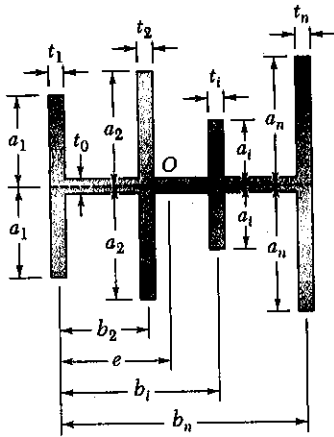 t₁
t₂
tᵢ
tₙ
a₁
t₀
a₂
O
aᵢ
aₙ
a₁
a₂
aᵢ
aₙ
b₂
e
bᵢ
bₙ